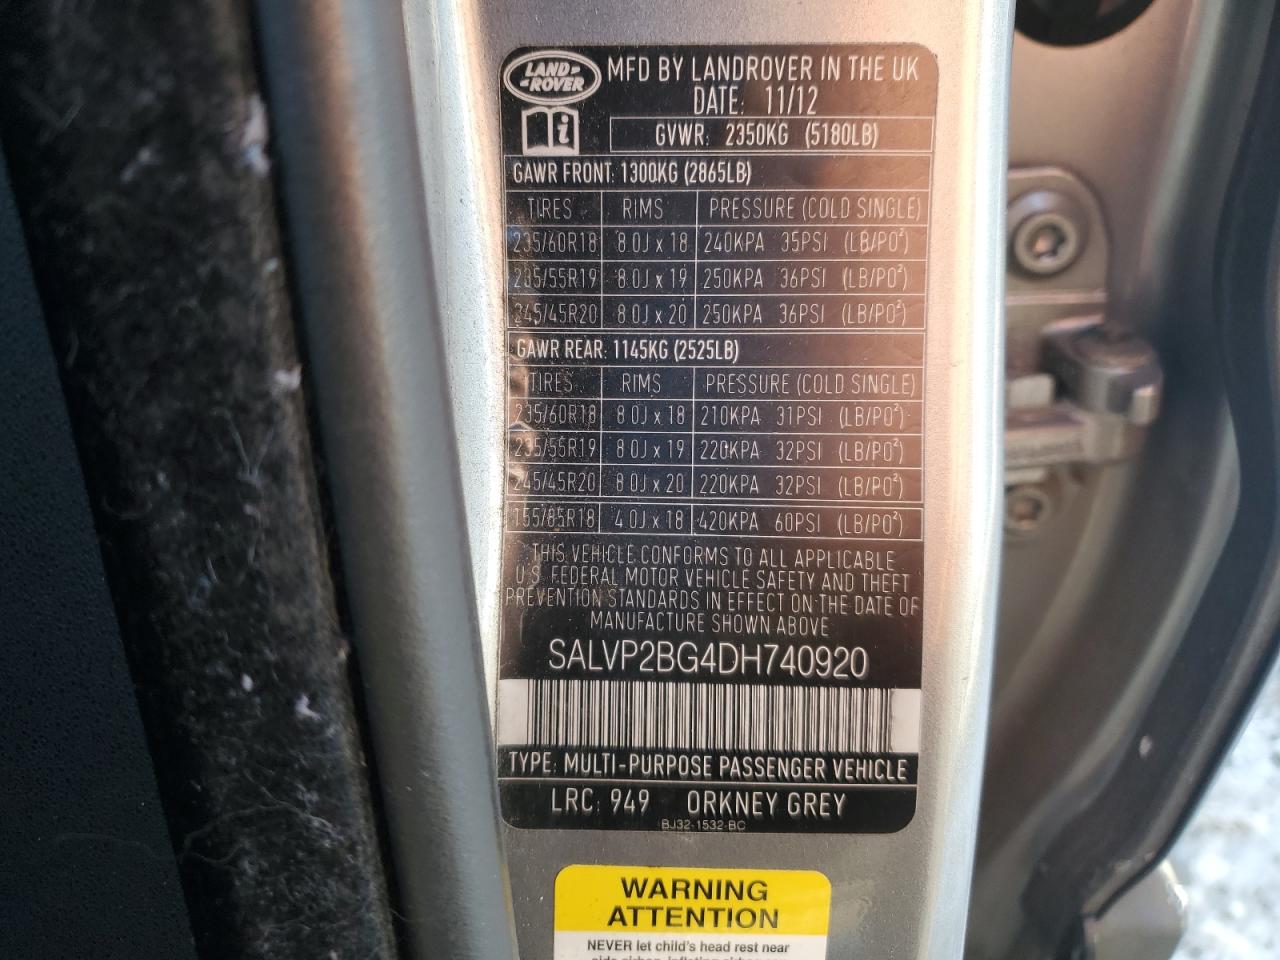 LAND ROVER
MFD BY LANDROVER IN THE UK
DATE: 11/12
GVWR: 2350KG (5180LB)
GAWR FRONT: 1300KG (2865LB)
TIRES RIMS PRESSURE (COLD SINGLE)
235/60R18 8.0J x 18 240KPA 35PSI (LB/PO²)
235/55R19 8.0J x 19 250KPA 36PSI (LB/PO²)
245/45R20 8.0J x 20 250KPA 36PSI (LB/PO²)
GAWR REAR: 1145KG (2525LB)
TIRES RIMS PRESSURE (COLD SINGLE)
235/60R18 8.0J x 18 210KPA 31PSI (LB/PO²)
235/55R19 8.0J x 19 220KPA 32PSI (LB/PO²)
245/45R20 8.0J x 20 220KPA 32PSI (LB/PO²)
155/85R18 4.0J x 18 420KPA 60PSI (LB/PO²)
THIS VEHICLE CONFORMS TO ALL APPLICABLE
U.S. FEDERAL MOTOR VEHICLE SAFETY AND THEFT
PREVENTION STANDARDS IN EFFECT ON THE DATE OF
MANUFACTURE SHOWN ABOVE
SALVP2BG4DH740920
TYPE: MULTI-PURPOSE PASSENGER VEHICLE
LRC: 949 ORKNEY GREY
BJ32-1532-BC
WARNING
ATTENTION
NEVER let child's head rest near